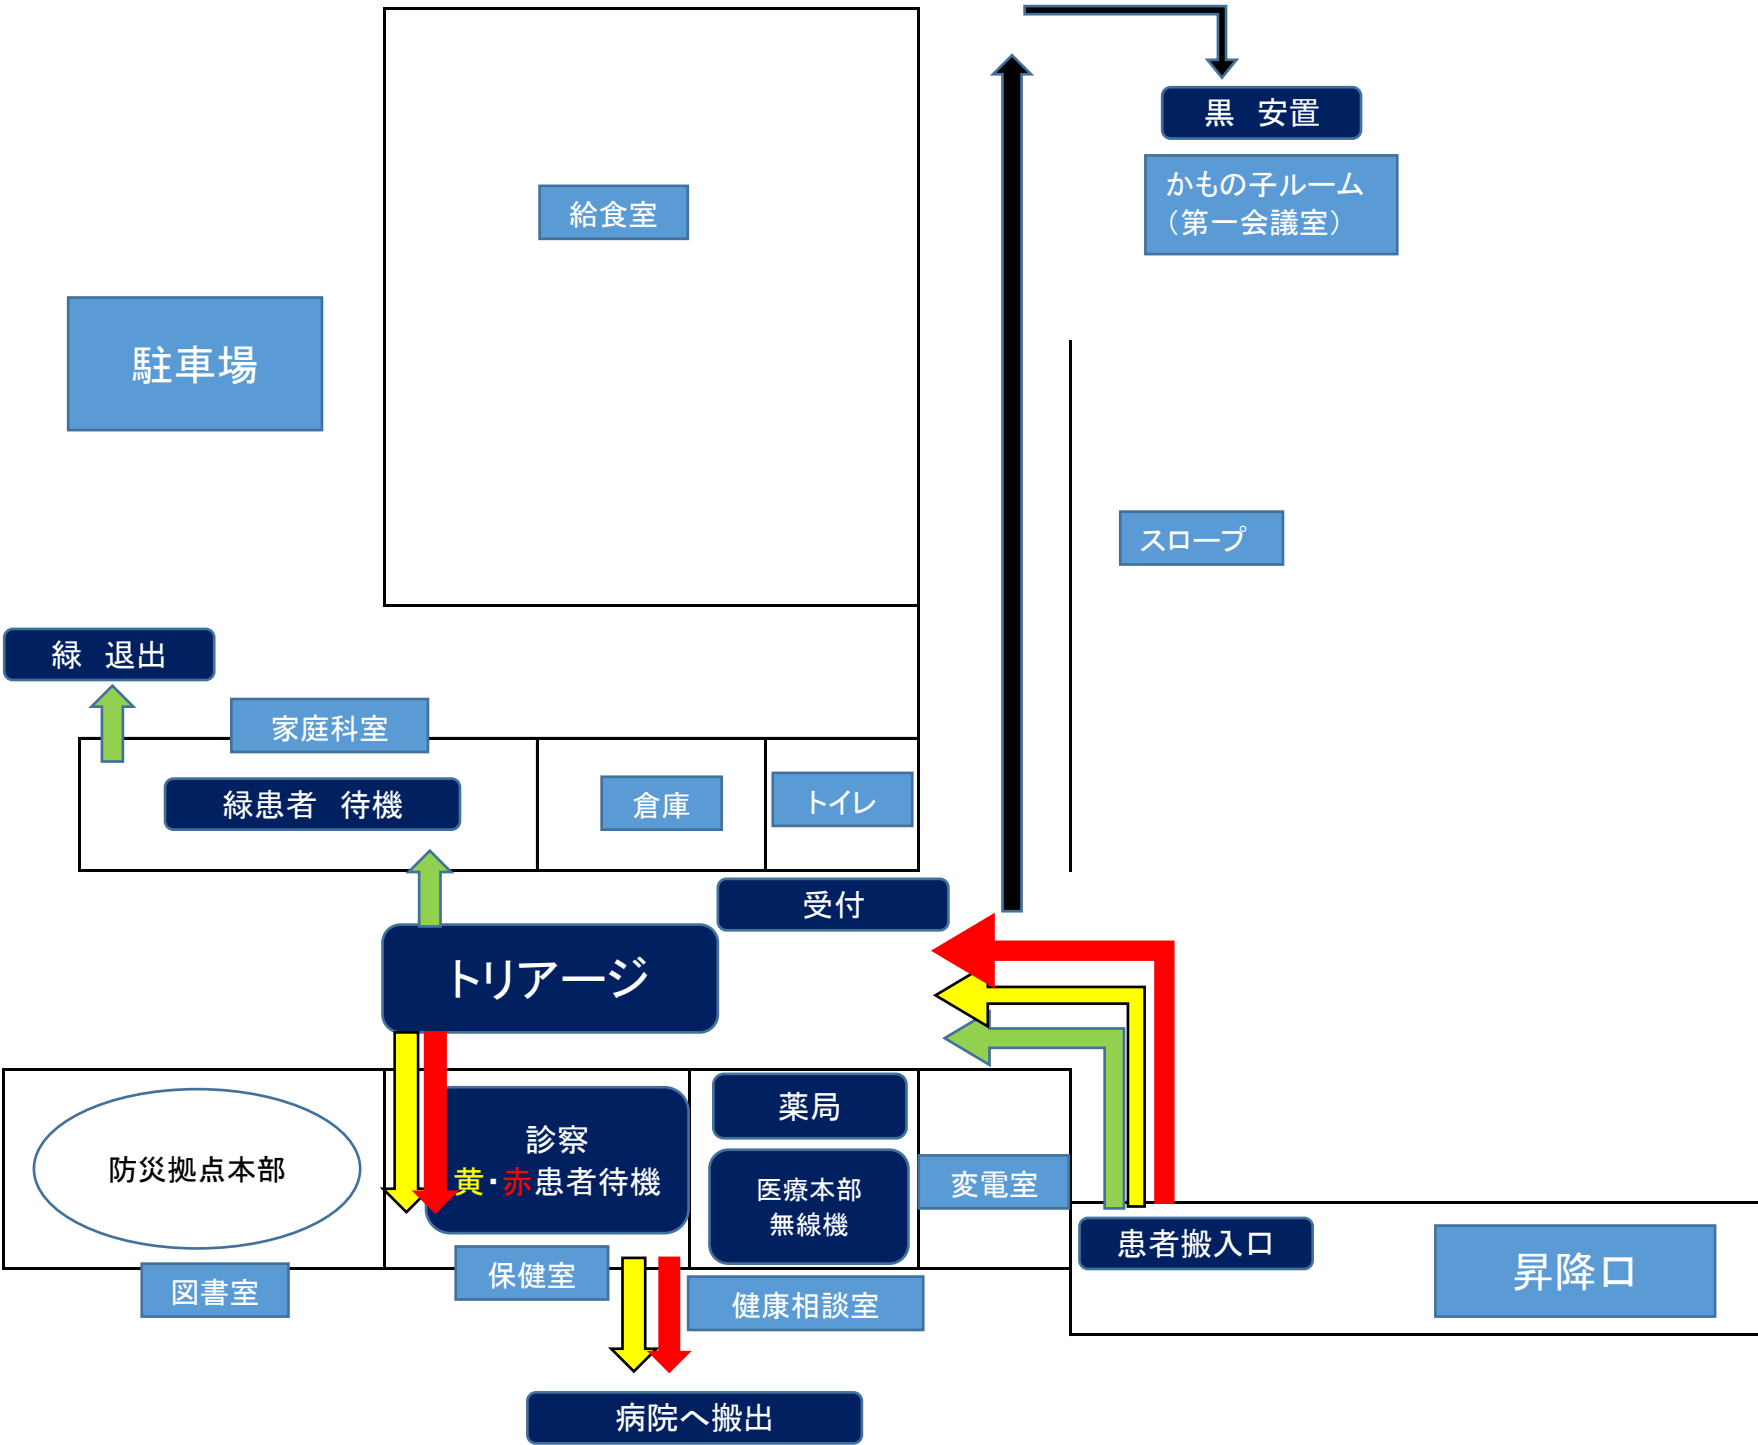 黒　安置
かもの子ルーム
（第一会議室）
給食室
駐車場
スロープ
緑　退出
家庭科室
緑患者　待機
倉庫
トイレ
受付
トリアージ
防災拠点本部
診察
黄・赤患者待機
薬局
医療本部
無線機
変電室
患者搬入口
昇降口
図書室
保健室
健康相談室
病院へ搬出